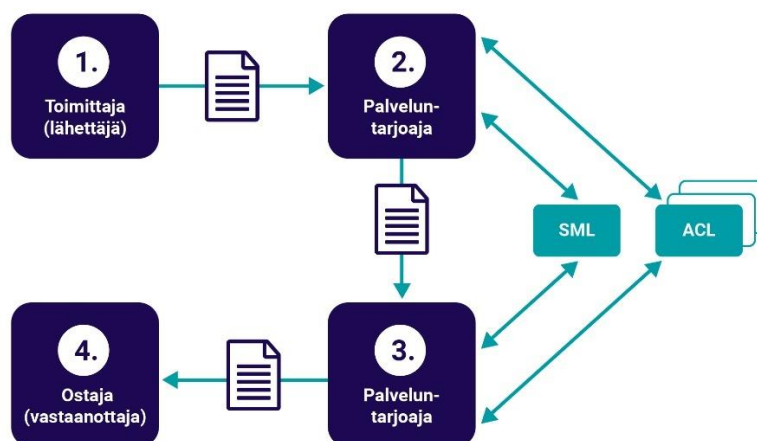 1.
Toimittaja
(lähettäjä)
2.
Palvelun-
tarjoaja
SML
ACL
4.
Ostaja
(vastaanottaja)
3.
Palvelun-
tarjoaja